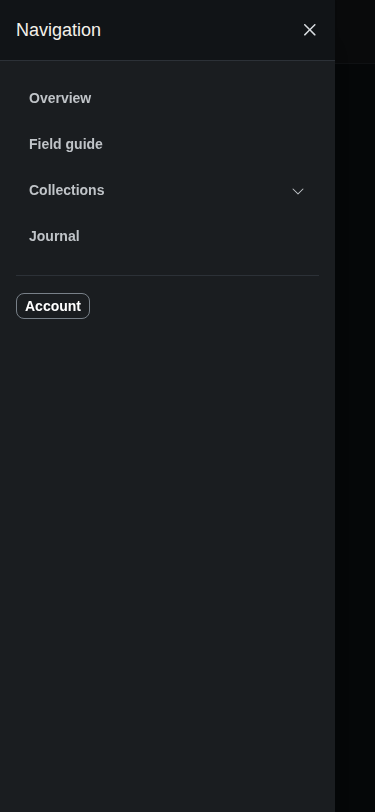 Navigation
Overview
Field guide
Collections
Journal
Account